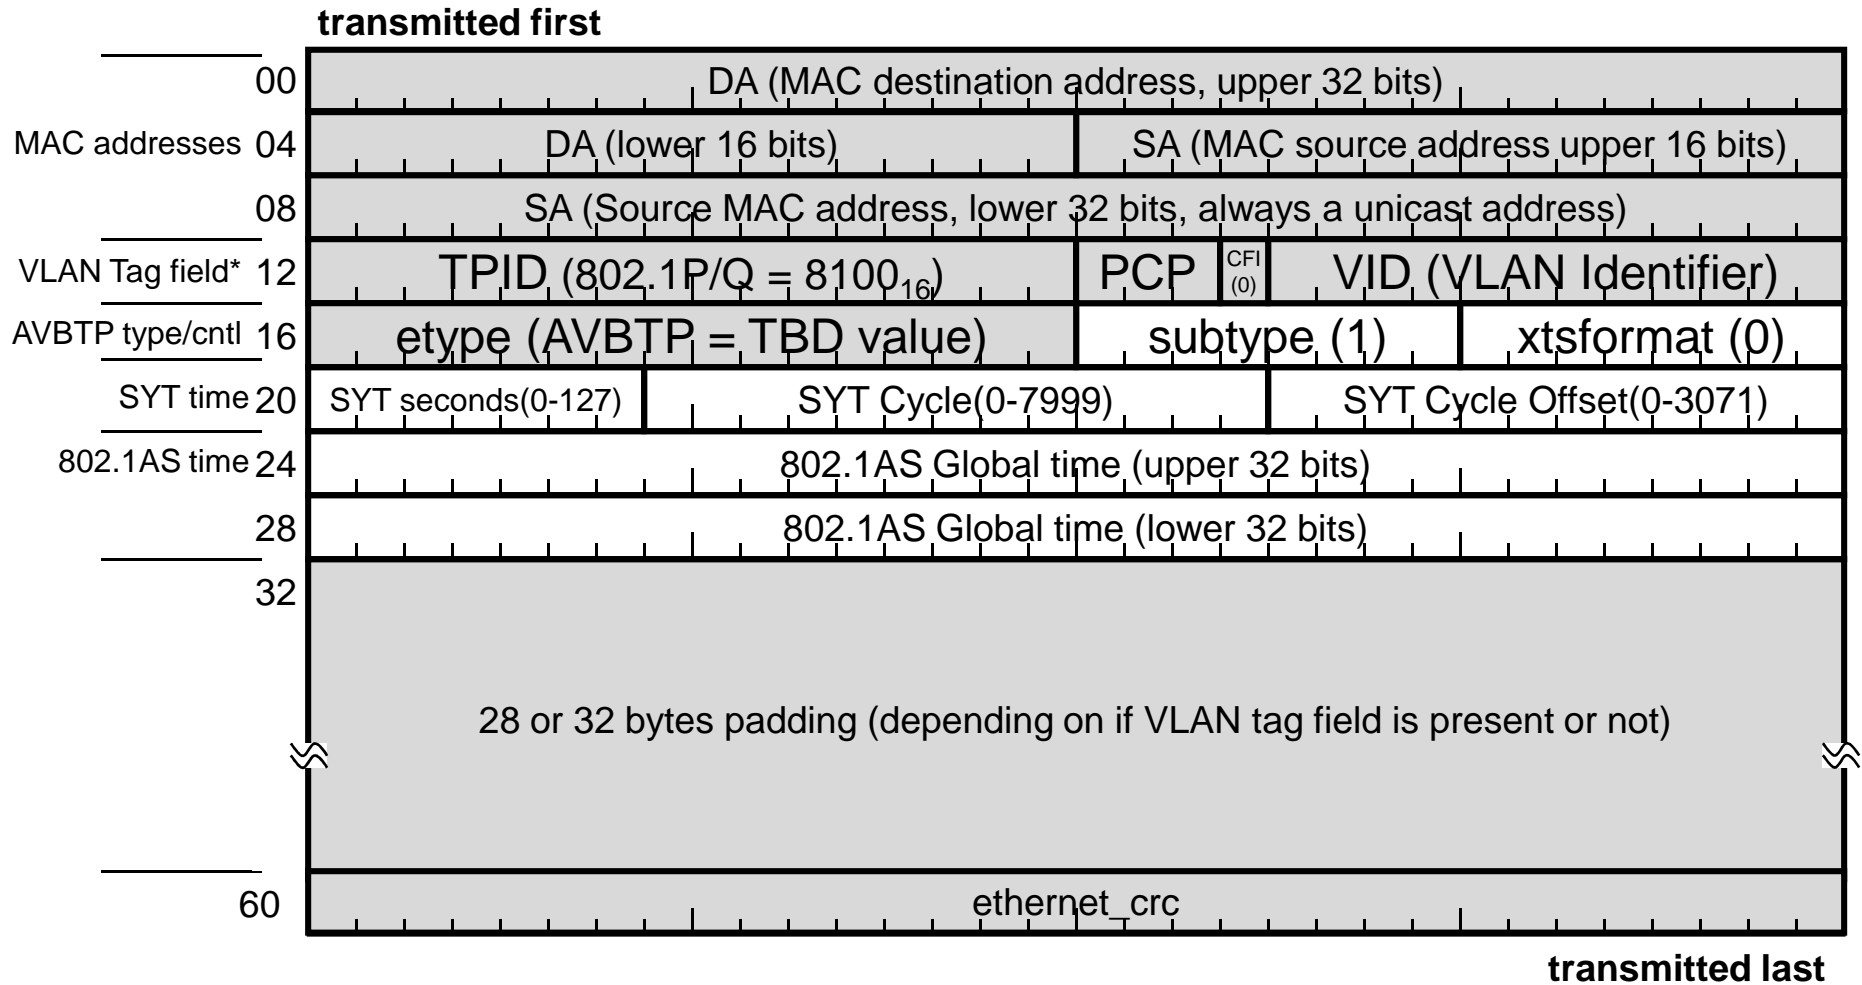 transmitted first
00 DA (MAC destination address, upper 32 bits)
MAC addresses 04 DA (lower 16 bits) SA (MAC source address upper 16 bits)
08 SA (Source MAC address, lower 32 bits, always a unicast address)
VLAN Tag field* 12 TPID (802.1P/Q = 8100₁₆) PCP CFI (0) VID (VLAN Identifier)
AVBTP type/cntl 16 etype (AVBTP = TBD value) subtype (1) xtsformat (0)
SYT time 20 SYT seconds(0-127) SYT Cycle(0-7999) SYT Cycle Offset(0-3071)
802.1AS time 24 802.1AS Global time (upper 32 bits)
28 802.1AS Global time (lower 32 bits)
32
28 or 32 bytes padding (depending on if VLAN tag field is present or not)
60 ethernet_crc
transmitted last